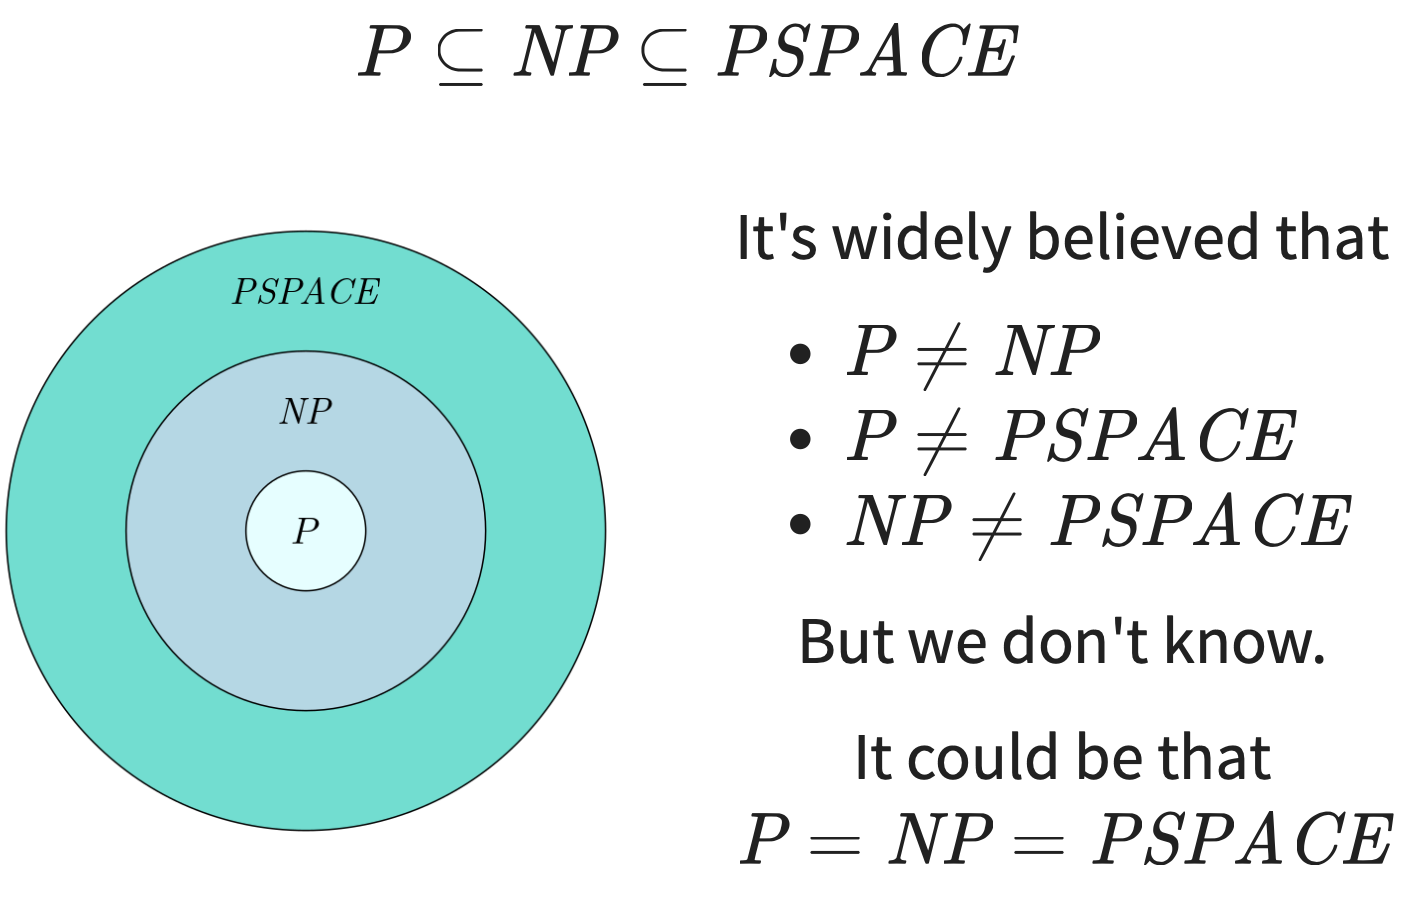 P ⊆ NP ⊆ PSPACE
PSPACE
NP
P
It's widely believed that
• P ≠ NP
• P ≠ PSPACE
• NP ≠ PSPACE
But we don't know.
It could be that
P = NP = PSPACE